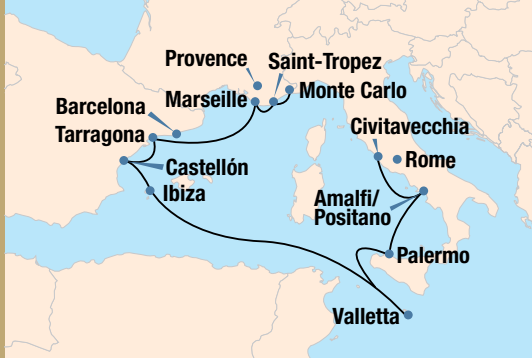 Provence
Saint-Tropez
Marseille
Monte Carlo
Barcelona
Tarragona
Civitavecchia
Rome
Castellón
Ibiza
Amalfi/
Positano
Palermo
Valletta